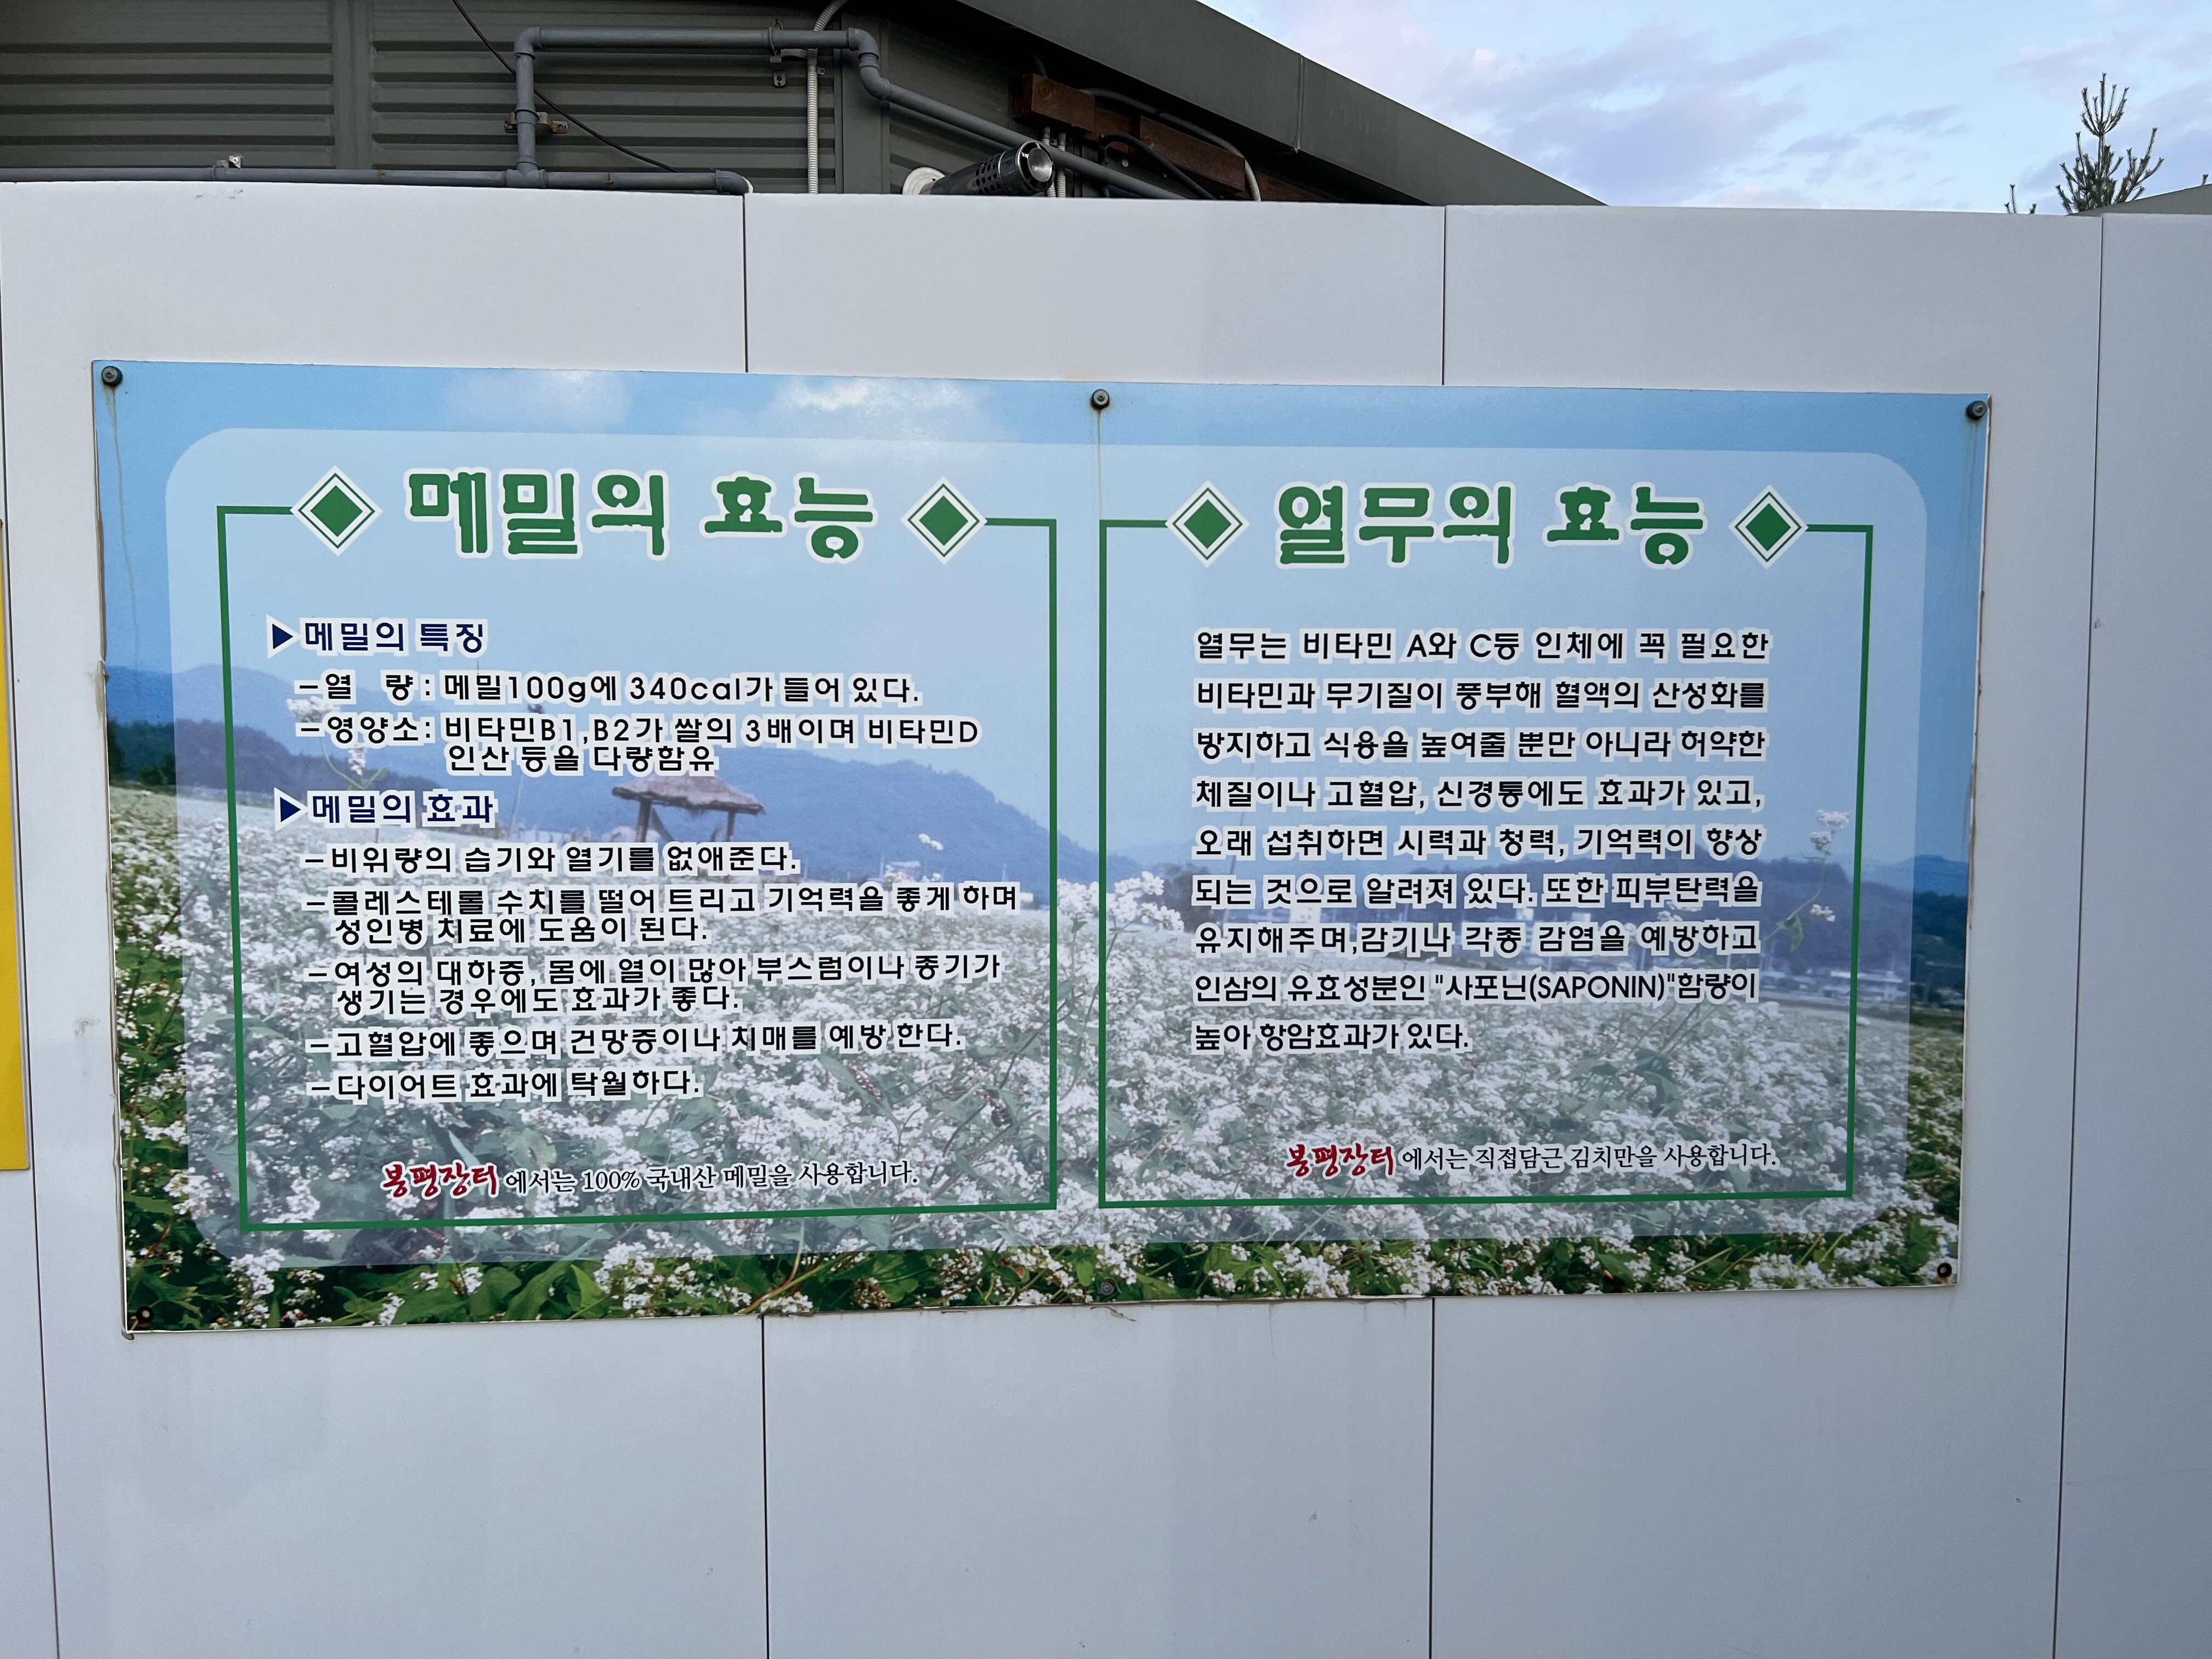 메밀의 효능
▶메밀의 특징
-열 량 : 메밀100g에 340cal가 들어 있다.
-영양소: 비타민B1,B2가 쌀의 3배이며 비타민D
인산 등을 다량함유
▶메밀의 효과
-비위량의 습기와 열기를 없애준다.
-콜레스테롤 수치를 떨어 트리고 기억력을 좋게 하며
성인병 치료에 도움이 된다.
-여성의 대하증, 몸에 열이 많아 부스럼이나 종기가
생기는 경우에도 효과가 좋다.
-고혈압에 좋으며 건망증이나 치매를 예방 한다.
-다이어트 효과에 탁월하다.
봉평장터 에서는 100% 국내산 메밀을 사용합니다.
열무의 효능
열무는 비타민 A와 C등 인체에 꼭 필요한
비타민과 무기질이 풍부해 혈액의 산성화를
방지하고 식용을 높여줄 뿐만 아니라 허약한
체질이나 고혈압, 신경통에도 효과가 있고,
오래 섭취하면 시력과 청력, 기억력이 향상
되는 것으로 알려져 있다. 또한 피부탄력을
유지해주며,감기나 각종 감염을 예방하고
인삼의 유효성분인 "사포닌(SAPONIN)"함량이
높아 항암효과가 있다.
봉평장터 에서는 직접담근 김치만을 사용합니다.